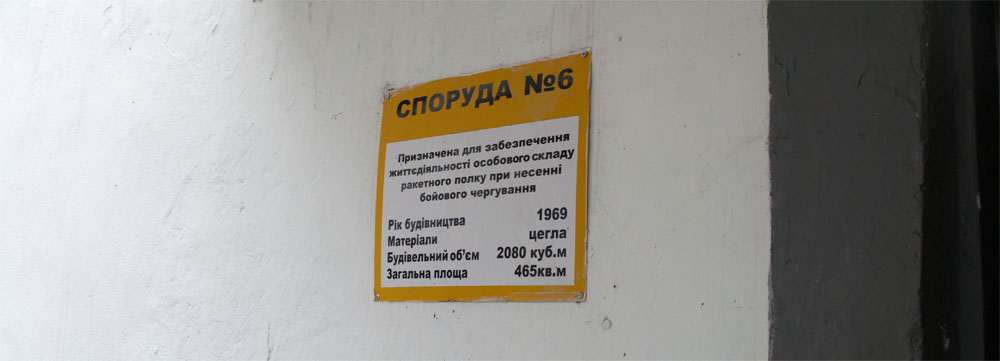 СПОРУДА №6
Призначена для забезпечення
життєдіяльності особового складу
ракетного полку при несенні
бойового чергування
Рік будівництва 1969
Матеріали цегла
Будівельний об'єм 2080 куб.м
Загальна площа 465кв.м